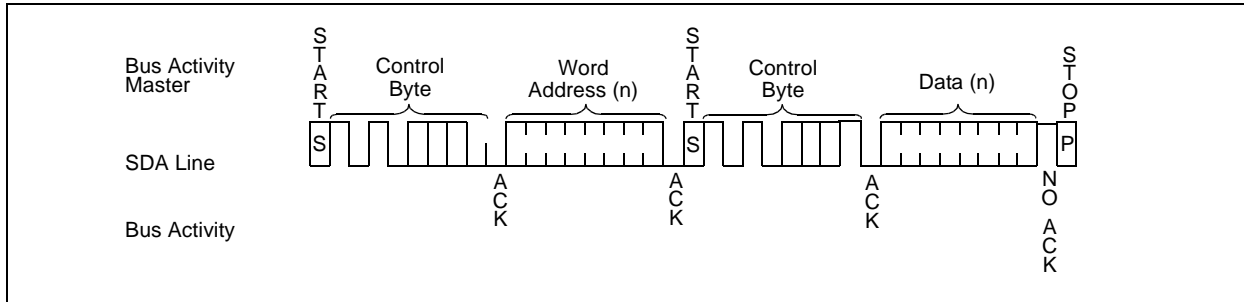 Bus Activity
Master
START
Control
Byte
Word
Address (n)
START
Control
Byte
Data (n)
STOP
SDA Line
S
S
P
Bus Activity
ACK
ACK
ACK
NO ACK